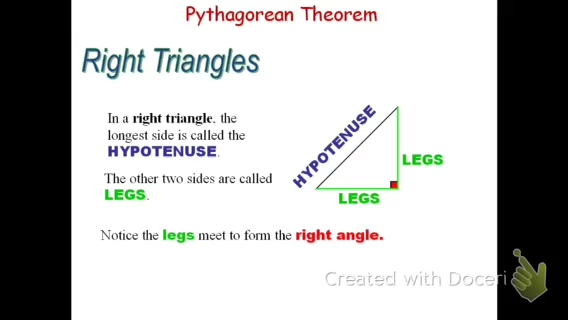 Pythagorean Theorem
Right Triangles
In a right triangle, the
longest side is called the
HYPOTENUSE.
The other two sides are called
LEGS.
HYPOTENUSE
LEGS
LEGS
Notice the legs meet to form the right angle.
Created with Doceri